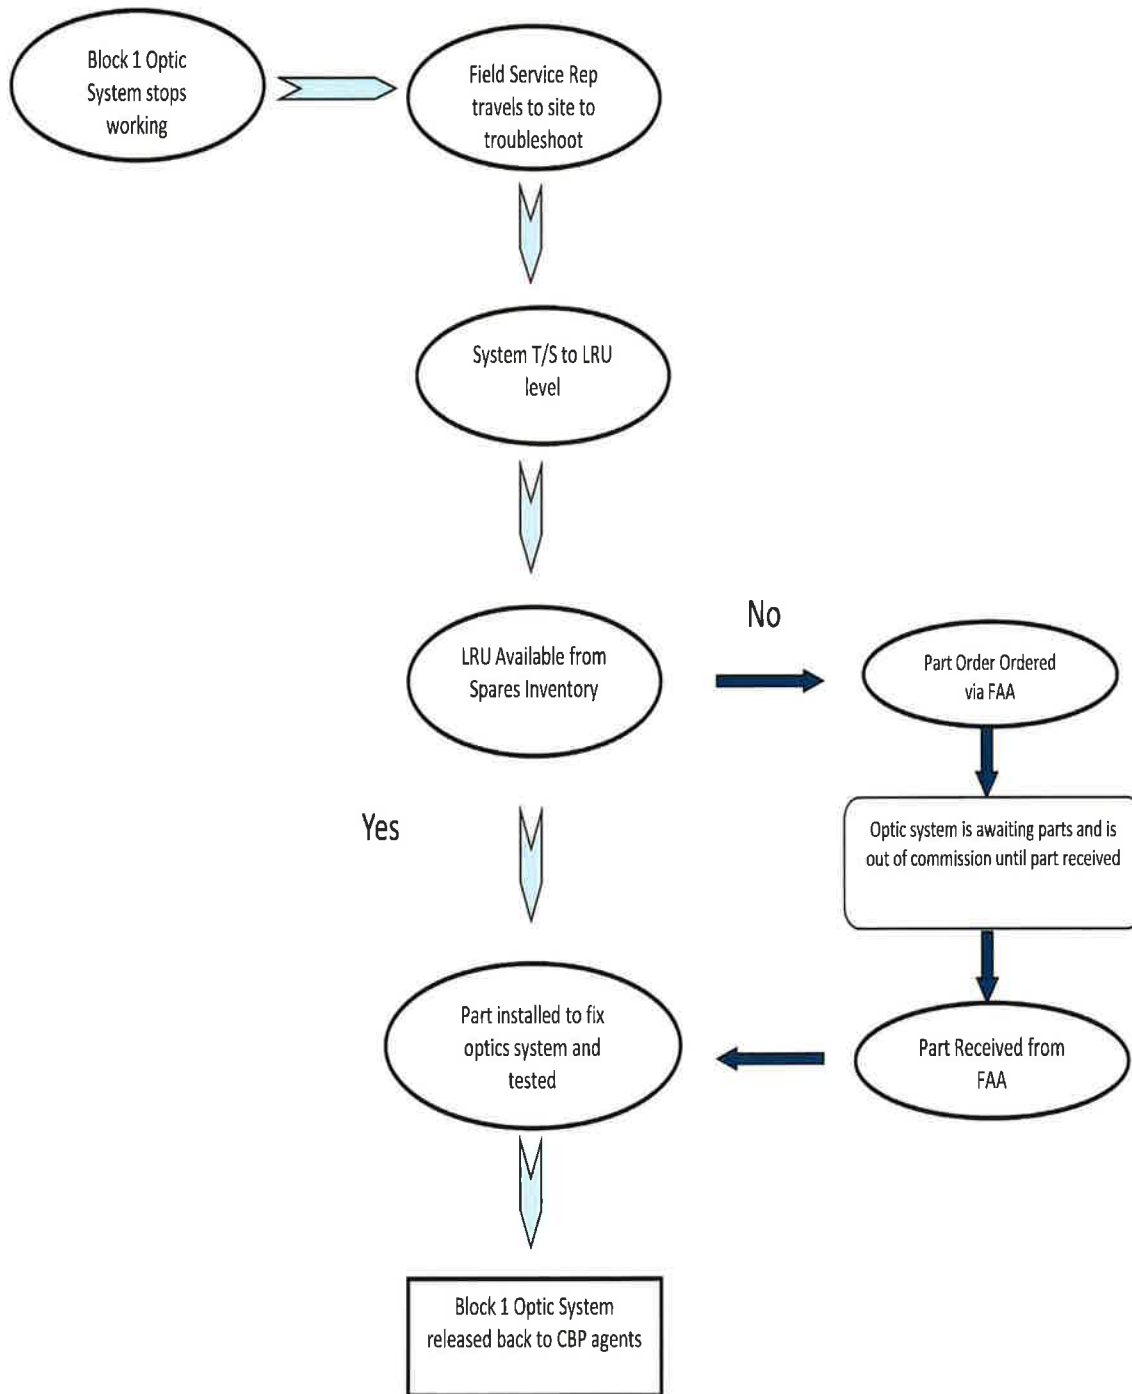 Block 1 Optic
System stops
working
Field Service Rep
travels to site to
troubleshoot
System T/S to LRU
level
LRU Available from
Spares Inventory
No
Part Order Ordered
via FAA
Optic system is awaiting parts and is
out of commission until part received
Yes
Part installed to fix
optics system and
tested
Part Received from
FAA
Block 1 Optic System
released back to CBP agents